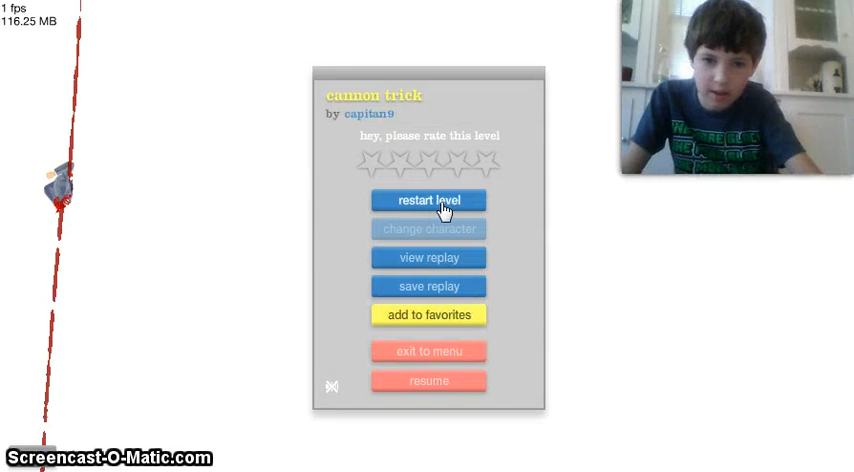 1 fps
116.25 MB
cannon trick
by capitan9
hey, please rate this level
restart level
change character
view replay
save replay
add to favorites
exit to menu
resume
Screencast-O-Matic.com